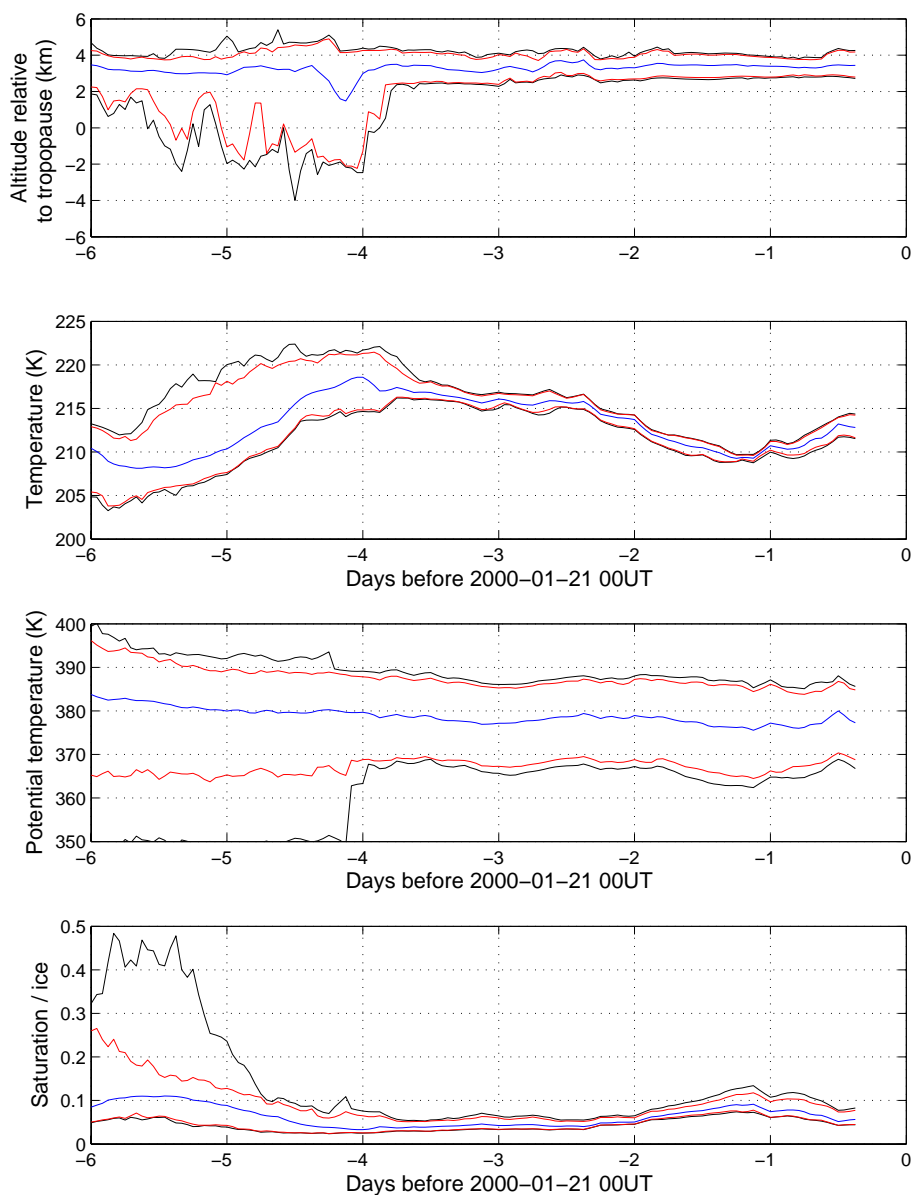 6
4
2
0
−2
−4
−6
Altitude relative
to tropopause (km)
−6 −5 −4 −3 −2 −1 0
225
220
215
210
205
200
Temperature (K)
−6 −5 −4 −3 −2 −1 0
Days before 2000−01−21 00UT
400
390
380
370
360
350
Potential temperature (K)
−6 −5 −4 −3 −2 −1 0
Days before 2000−01−21 00UT
0.5
0.4
0.3
0.2
0.1
0
Saturation / ice
−6 −5 −4 −3 −2 −1 0
Days before 2000−01−21 00UT